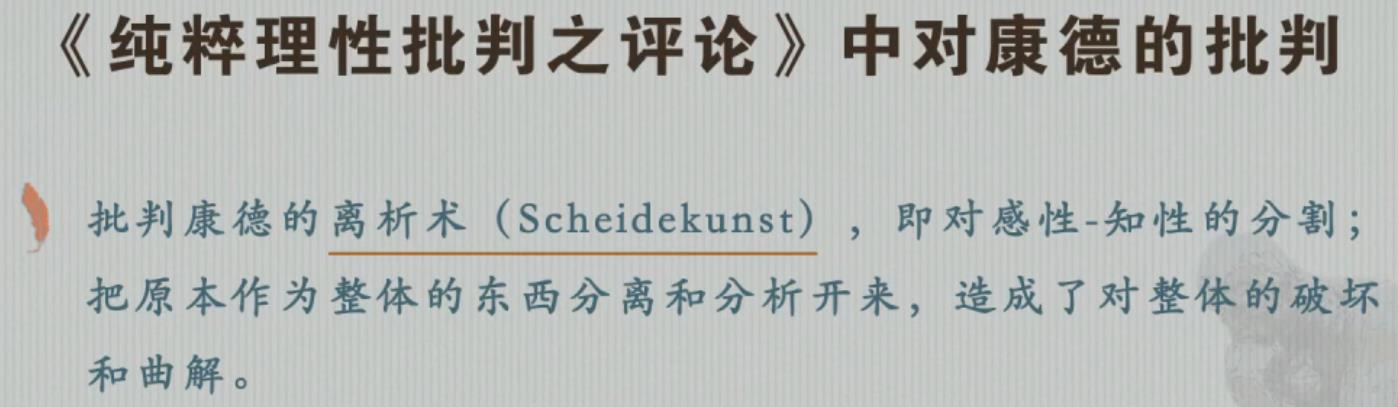 《纯粹理性批判之评论》中对康德的批判
批判康德的离析术（Scheidekunst），即对感性-知性的分割；
把原本作为整体的东西分离和分析开来，造成了对整体的破坏
和曲解。